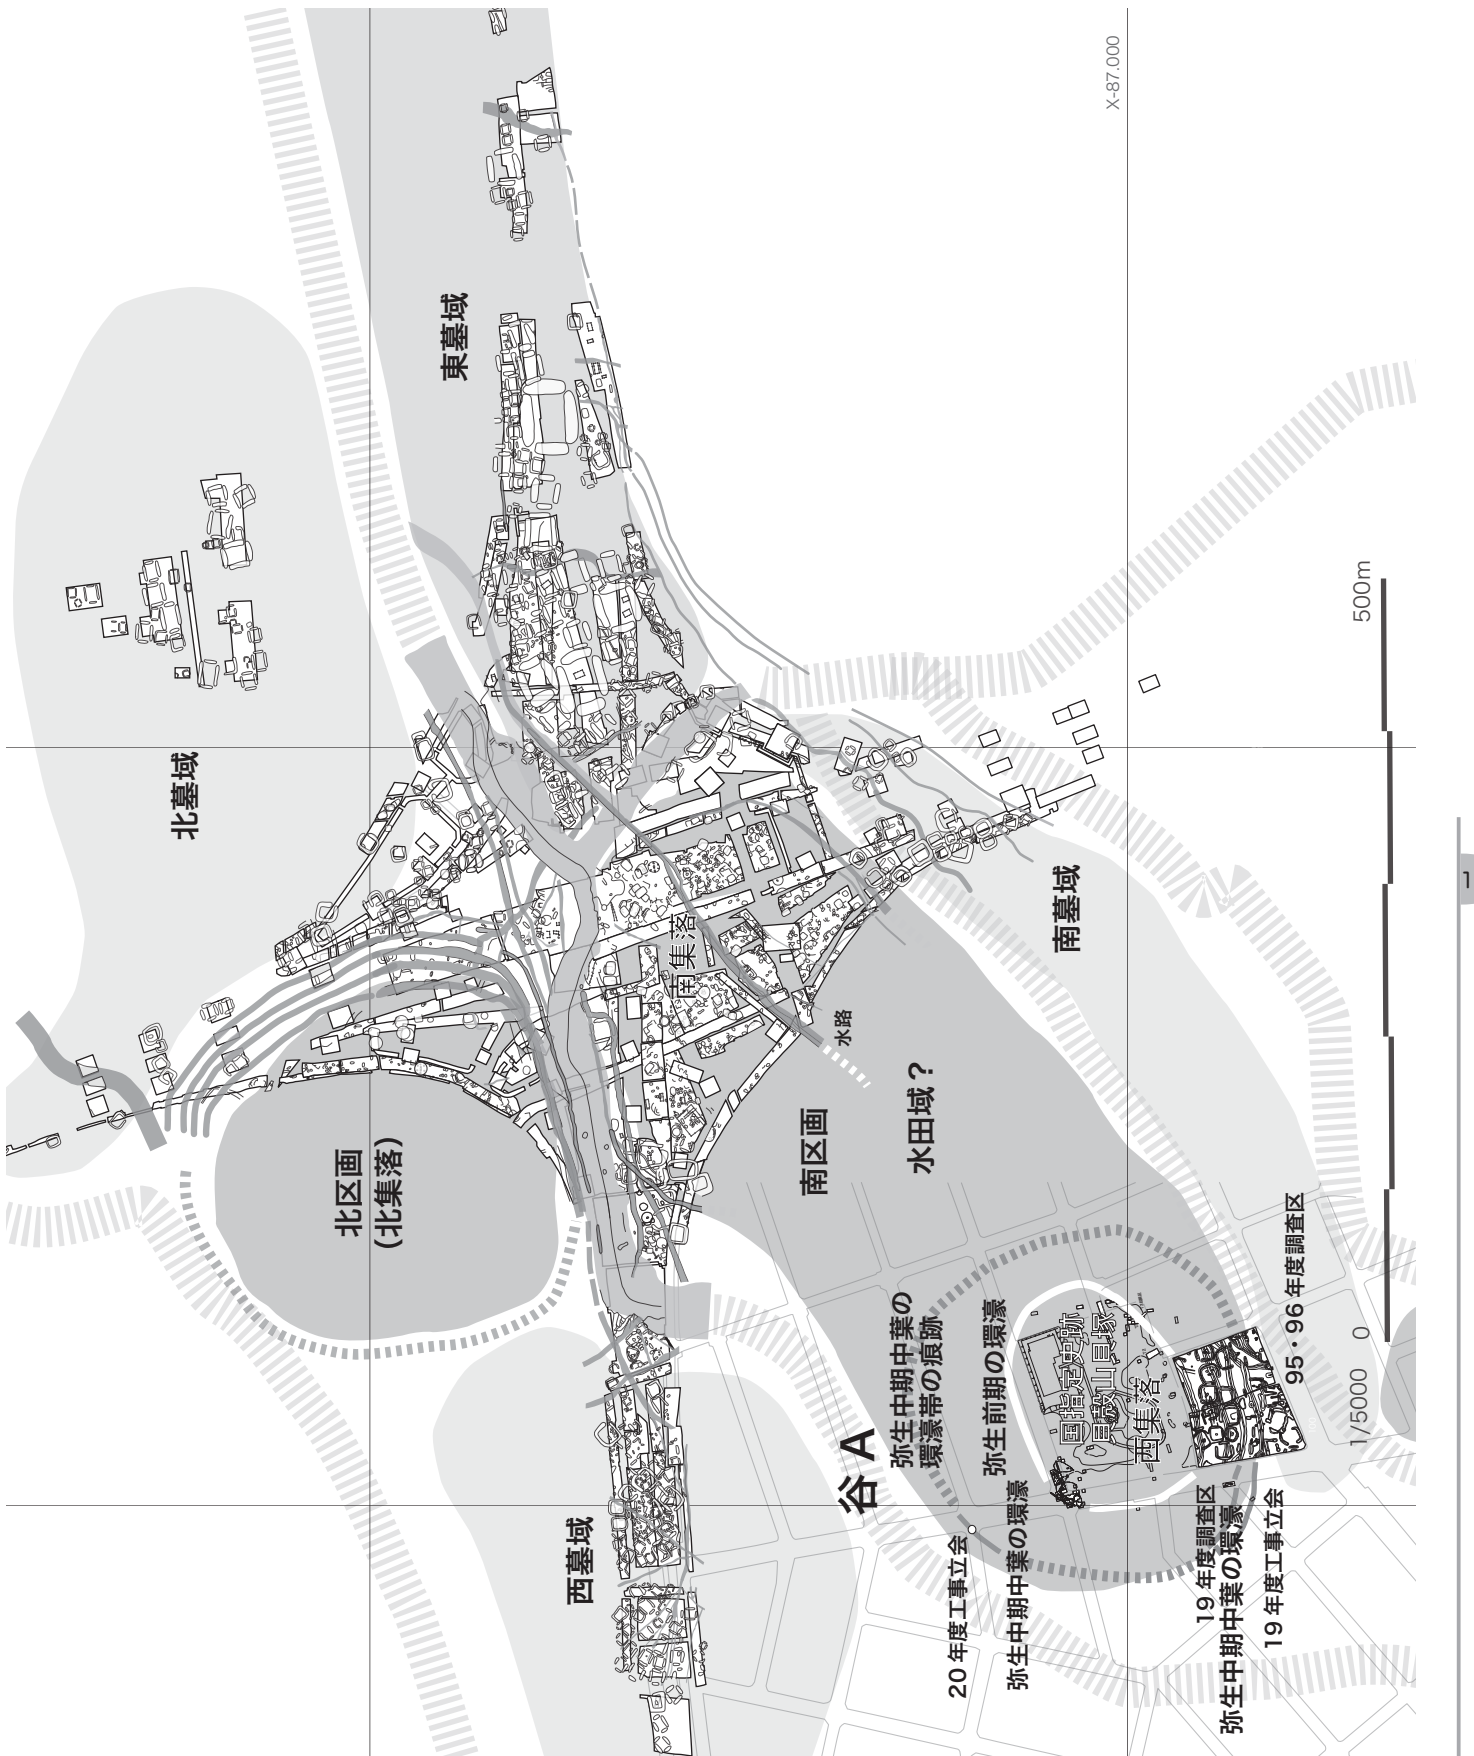 X-87.000
東墓域
北墓域
500m
1
南墓域
南集落
水路
水田域？
南区画
北区画
(北集落)
95・96年度調査区
0
1/5000
弥生中期中葉の
環濠帯の痕跡
弥生前期の環濠
国指定史跡
貝殻山貝塚
西集落
谷A
西墓域
弥生中期中葉の環濠
20年度工事立会
19年度調査区
弥生中期中葉の環濠
19年度工事立会